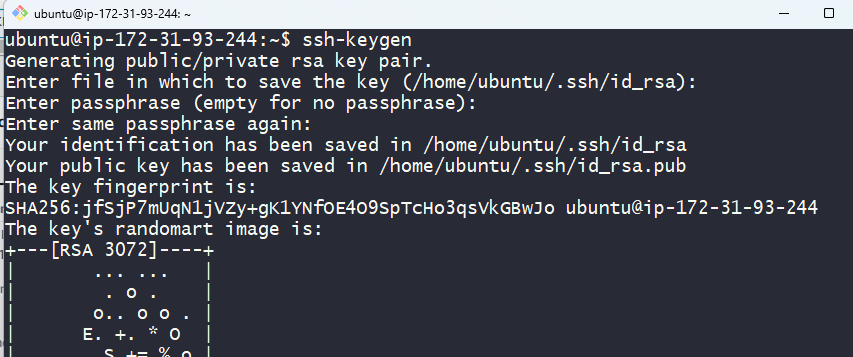 ubuntu@ip-172-31-93-244: ~
ubuntu@ip-172-31-93-244:~$ ssh-keygen
Generating public/private rsa key pair.
Enter file in which to save the key (/home/ubuntu/.ssh/id_rsa):
Enter passphrase (empty for no passphrase):
Enter same passphrase again:
Your identification has been saved in /home/ubuntu/.ssh/id_rsa
Your public key has been saved in /home/ubuntu/.ssh/id_rsa.pub
The key fingerprint is:
SHA256:jfSjP7mUqN1jVZy+gK1YNfOE4O9SpTcHo3qsVkGBwJo ubuntu@ip-172-31-93-244
The key's randomart image is:
+---[RSA 3072]----+
|       ... ...   |
|        . o .    |
|       o.. o o . |
|      E. +. * O  |
|        S += % o |